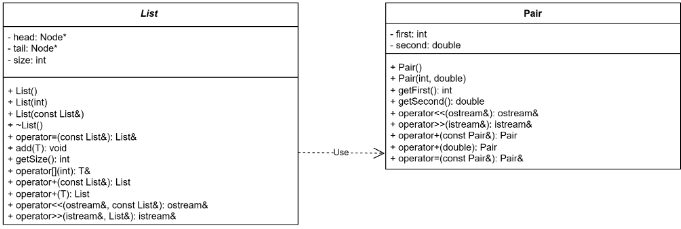 List
- head: Node*
- tail: Node*
- size: int
+ List()
+ List(int)
+ List(const List&)
+ ~List()
+ operator=(const List&): List&
+ add(T): void
+ getSize(): int
+ operator[](int): T&
+ operator+(const List&): List
+ operator+(T): List
+ operator<<(ostream&, const List&): ostream&
+ operator>>(istream&, List&): istream&
Use
Pair
- first: int
- second: double
+ Pair()
+ Pair(int, double)
+ getFirst(): int
+ getSecond(): double
+ operator<<(ostream&): ostream&
+ operator>>(istream&): istream&
+ operator+(const Pair&): Pair
+ operator+(double): Pair
+ operator=(const Pair&): Pair&